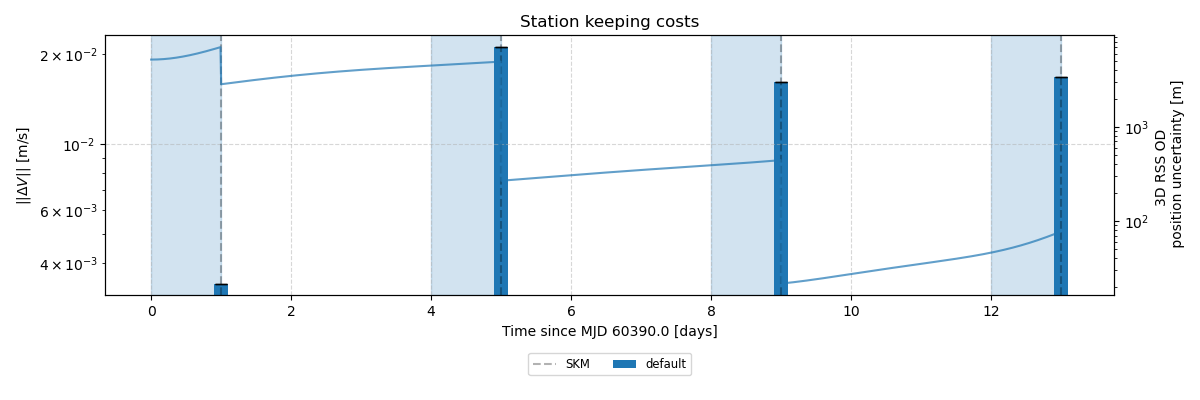 Station keeping costs
||ΔV|| [m/s]
2 × 10⁻²
10⁻²
6 × 10⁻³
4 × 10⁻³
10³
10²
3D RSS OD
position uncertainty [m]
0 2 4 6 8 10 12
Time since MJD 60390.0 [days]
SKM default